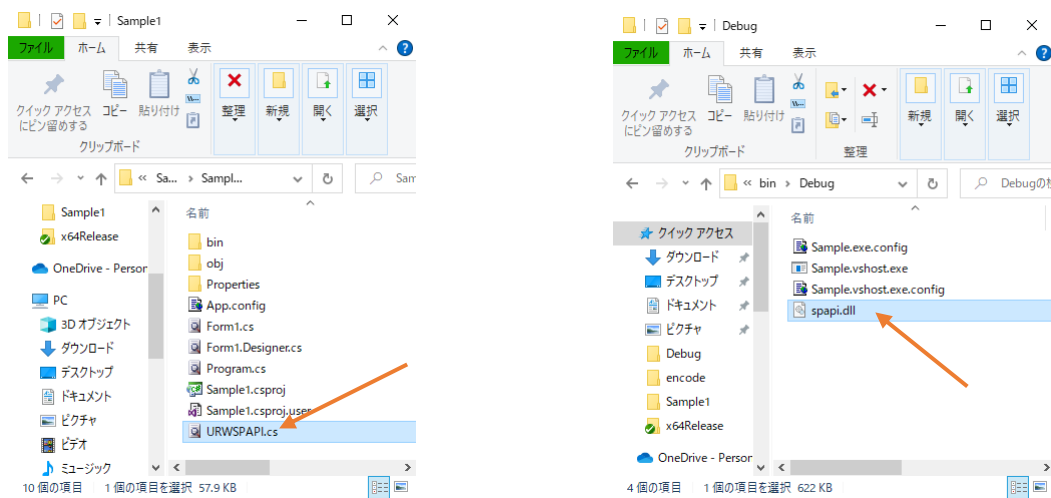 Sample1
ファイル ホーム 共有 表示
クイック アクセス
にピン留めする
コピー
貼り付け
整理
新規
開く
選択
クリップボード
« Sa... › Sampl...
Sam
Sample1
x64Release
OneDrive - Person
PC
3D オブジェクト
ダウンロード
デスクトップ
ドキュメント
ピクチャ
ビデオ
ミュージック
名前
bin
obj
Properties
App.config
Form1.cs
Form1.Designer.cs
Program.cs
Sample1.csproj
Sample1.csproj.user
URWSPAPI.cs
10 個の項目 1 個の項目を選択 57.9 KB
Debug
ファイル ホーム 共有 表示
クイック アクセス
にピン留めする
コピー
貼り付け
新規
開く
選択
クリップボード
整理
« bin › Debug
Debugの検
クイック アクセス
ダウンロード
デスクトップ
ドキュメント
ピクチャ
Debug
encode
Sample1
x64Release
OneDrive - Person
名前
Sample.exe.config
Sample.vshost.exe
Sample.vshost.exe.config
spapi.dll
4 個の項目 1 個の項目を選択 622 KB